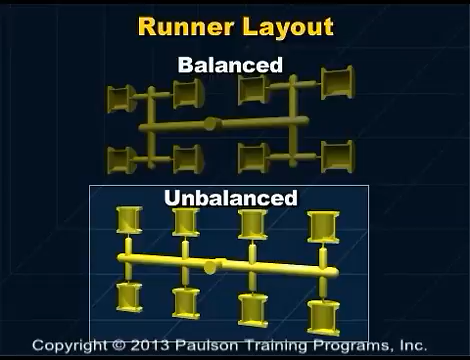 Runner Layout
Balanced
Unbalanced
Copyright © 2013 Paulson Training Programs, Inc.